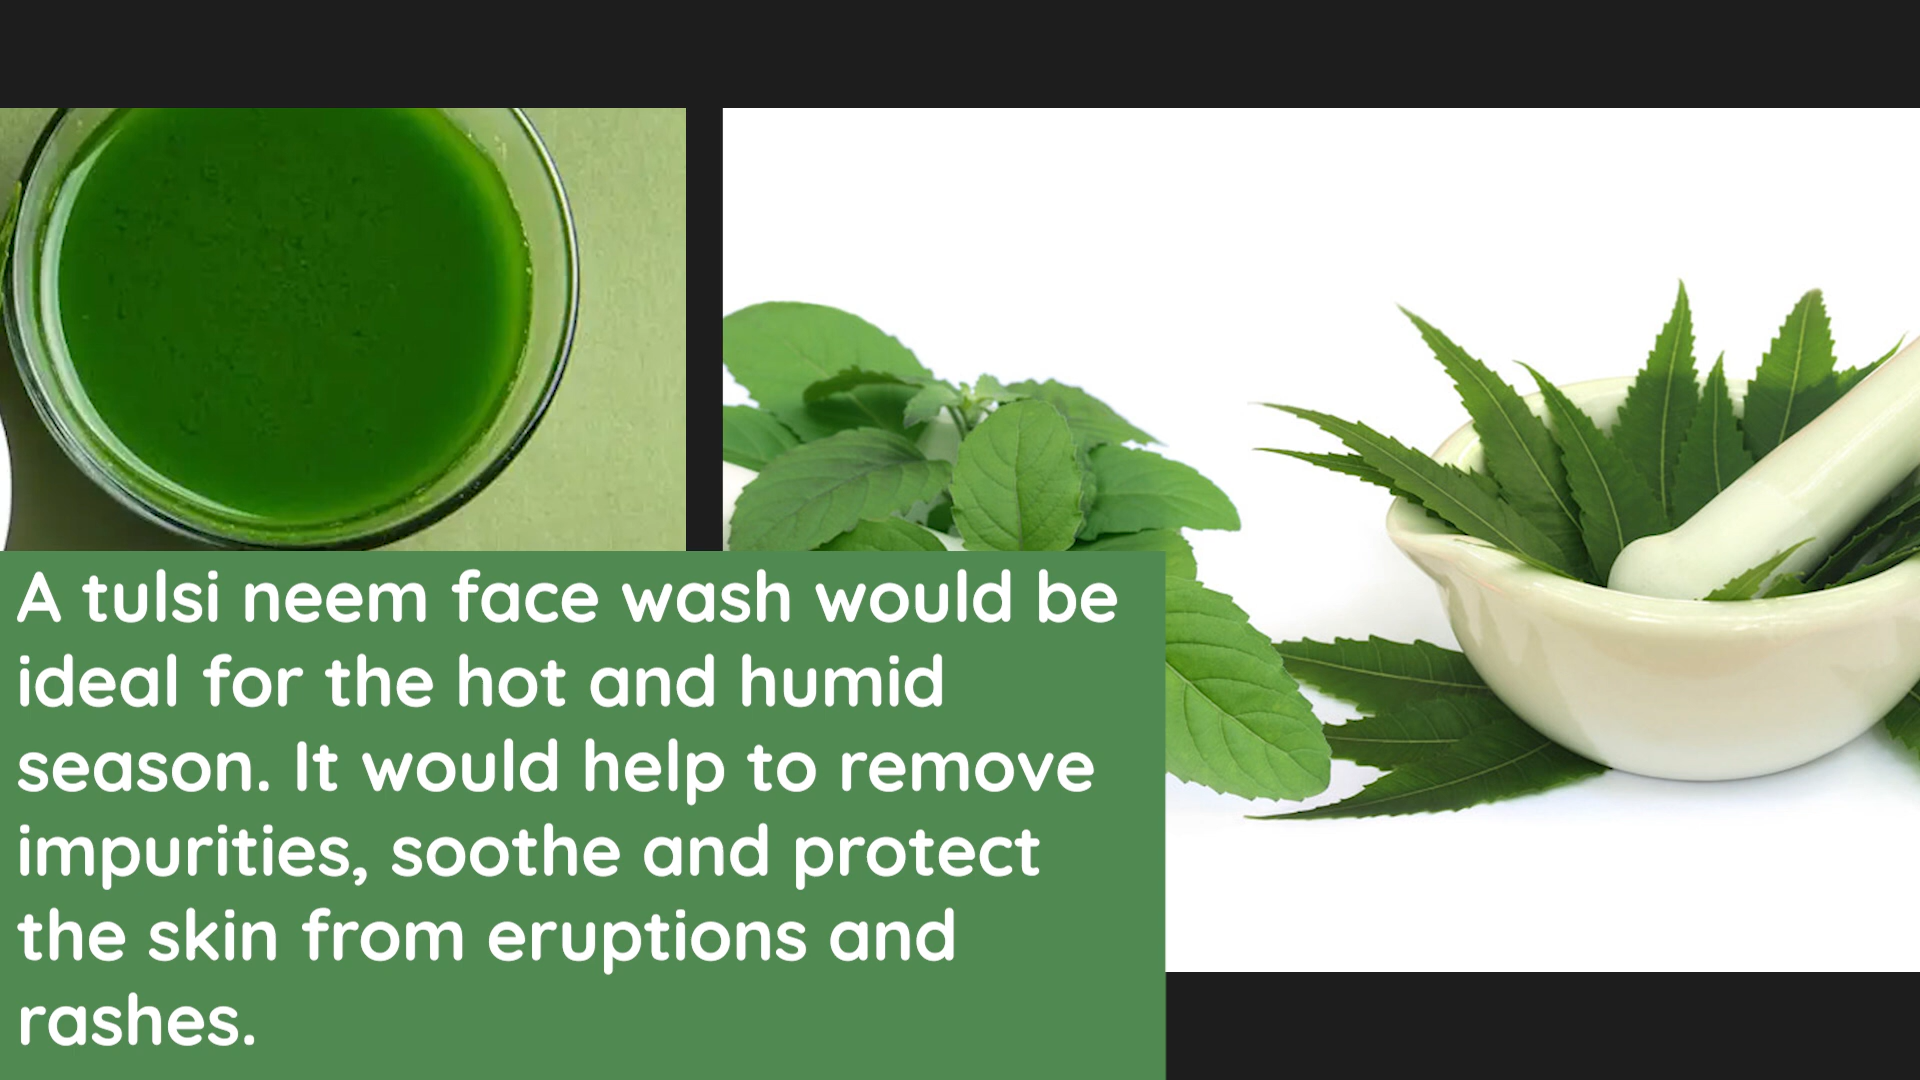 A tulsi neem face wash would be
ideal for the hot and humid
season. It would help to remove
impurities, soothe and protect
the skin from eruptions and
rashes.